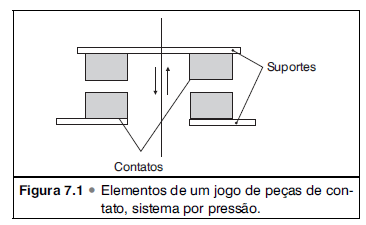 Suportes
Contatos
Figura 7.1 • Elementos de um jogo de peças de con-
tato, sistema por pressão.